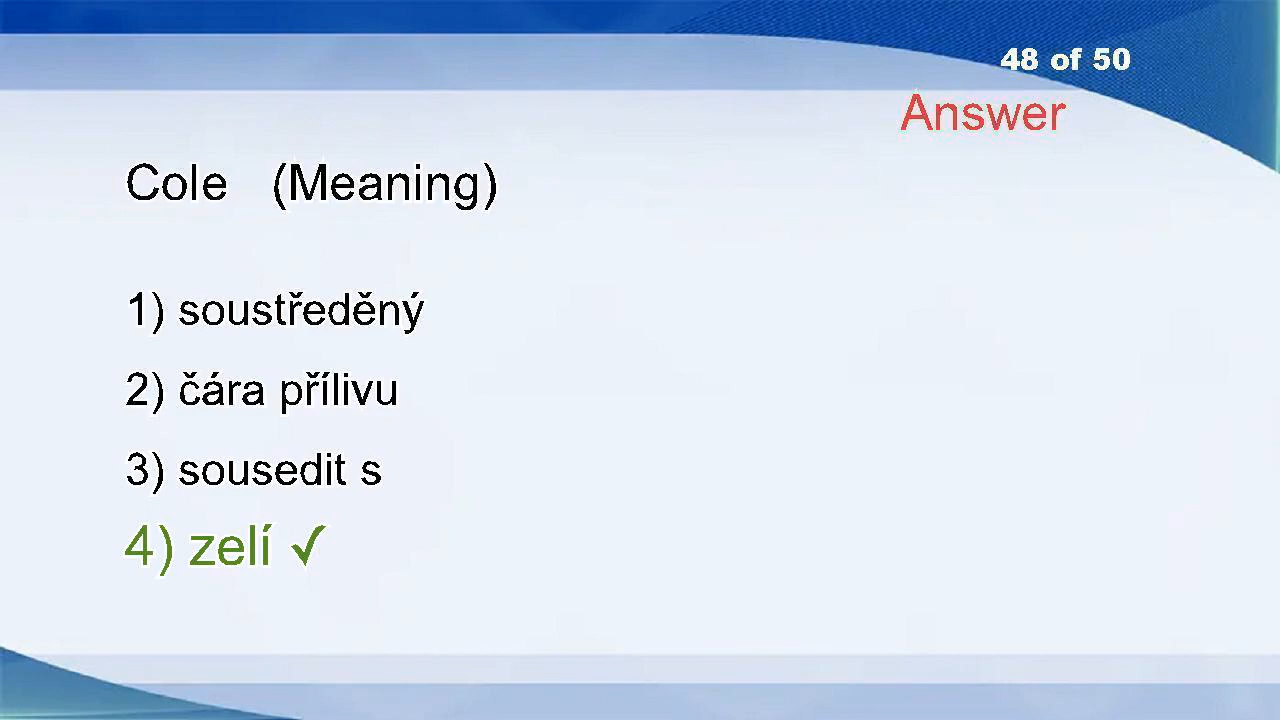 48 of 50
Answer
Cole (Meaning)
1) soustředěný
2) čára přílivu
3) sousedit s
4) zelí ✓